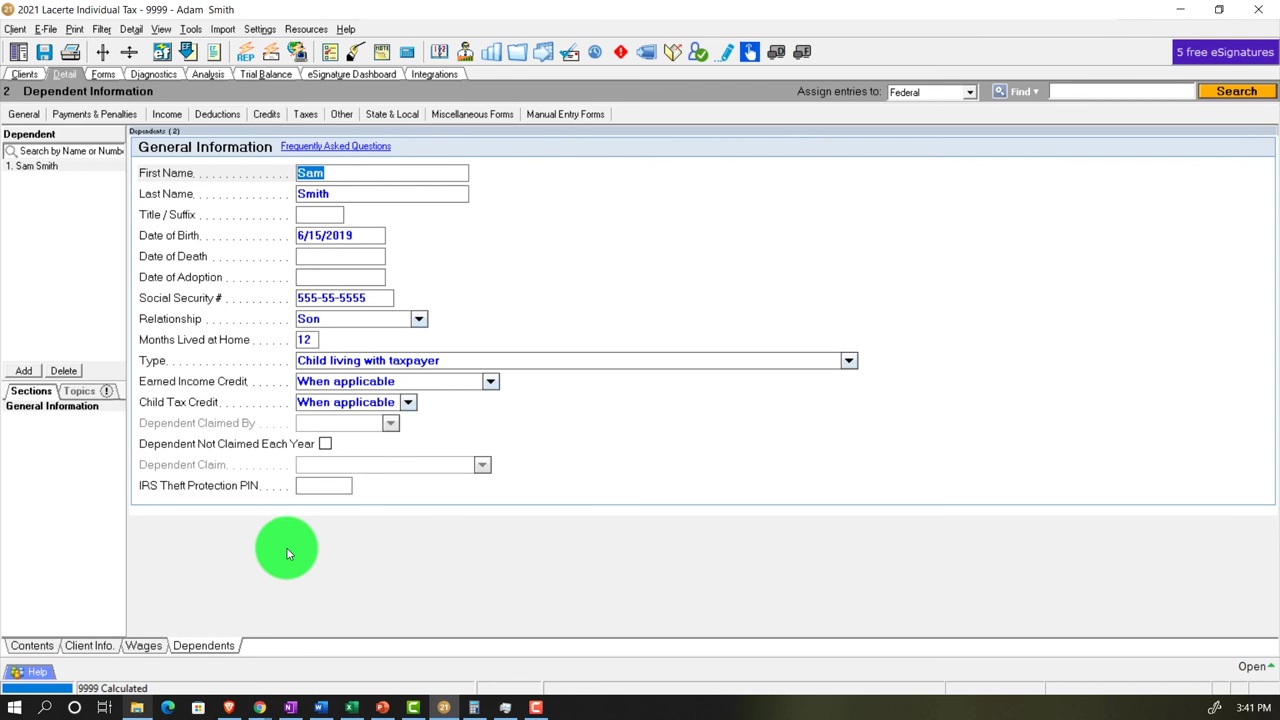 2021 Lacerte Individual Tax - 9999 - Adam Smith
Client E-File Print Filter Detail View Tools Import Settings Resources Help
5 free eSignatures
Clients Detail Forms Diagnostics Analysis Trial Balance eSignature Dashboard Integrations
2 Dependent Information Assign entries to: Federal Find Search
General Payments & Penalties Income Deductions Credits Taxes Other State & Local Miscellaneous Forms Manual Entry Forms
Dependent
Dependents (2)
Search by Name or Numbe
General Information Frequently Asked Questions
1. Sam Smith
First Name. Sam
Last Name Smith
Title / Suffix
Date of Birth. 6/15/2019
Date of Death
Date of Adoption
Social Security # 555-55-5555
Relationship Son
Months Lived at Home 12
Type. Child living with taxpayer
Add Delete
Earned Income Credit When applicable
Sections Topics
Child Tax Credit When applicable
General Information
Dependent Claimed By
Dependent Not Claimed Each Year
Dependent Claim.
IRS Theft Protection PIN.
Contents Client Info. Wages Dependents
Help Open
9999 Calculated
3:41 PM